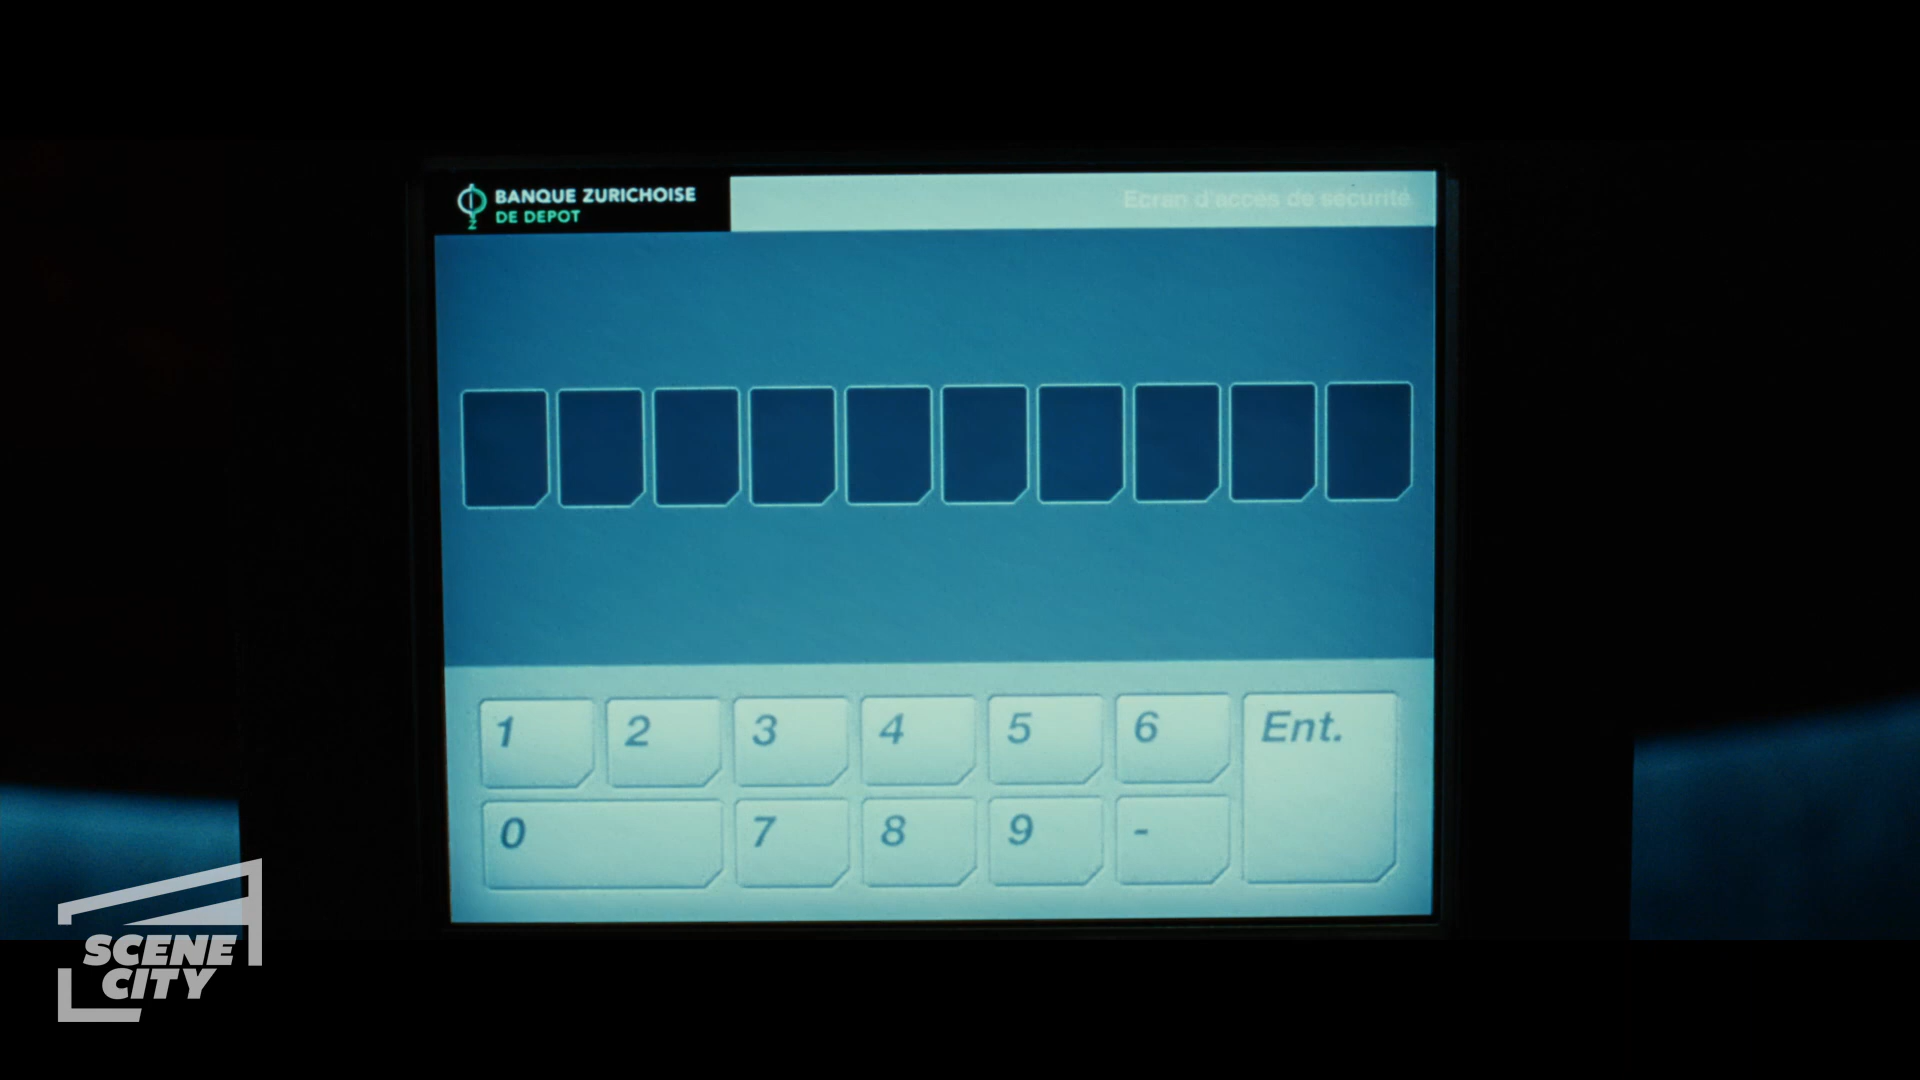 BANQUE ZURICHOISE
DE DEPOT
Ecran d'accès de sécurité
1 2 3 4 5 6 Ent.
0 7 8 9 -
SCENE
CITY